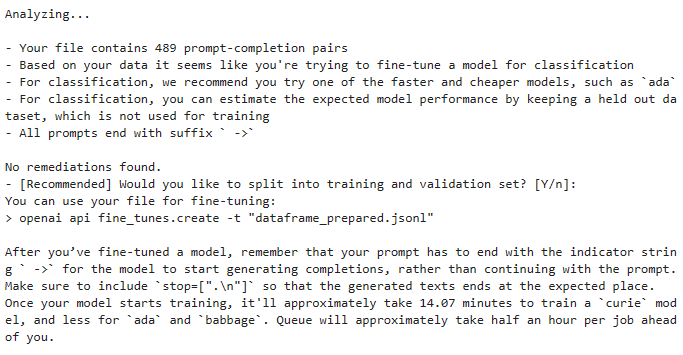 Analyzing...
- Your file contains 489 prompt-completion pairs
- Based on your data it seems like you're trying to fine-tune a model for classification
- For classification, we recommend you try one of the faster and cheaper models, such as `ada`
- For classification, you can estimate the expected model performance by keeping a held out da
taset, which is not used for training
- All prompts end with suffix ` ->`
No remediations found.
- [Recommended] Would you like to split into training and validation set? [Y/n]:
You can use your file for fine-tuning:
> openai api fine_tunes.create -t "dataframe_prepared.jsonl"
After you’ve fine-tuned a model, remember that your prompt has to end with the indicator strin
g ` ->` for the model to start generating completions, rather than continuing with the prompt.
Make sure to include `stop=[".\n"]` so that the generated texts ends at the expected place.
Once your model starts training, it'll approximately take 14.07 minutes to train a `curie` mod
el, and less for `ada` and `babbage`. Queue will approximately take half an hour per job ahead
of you.